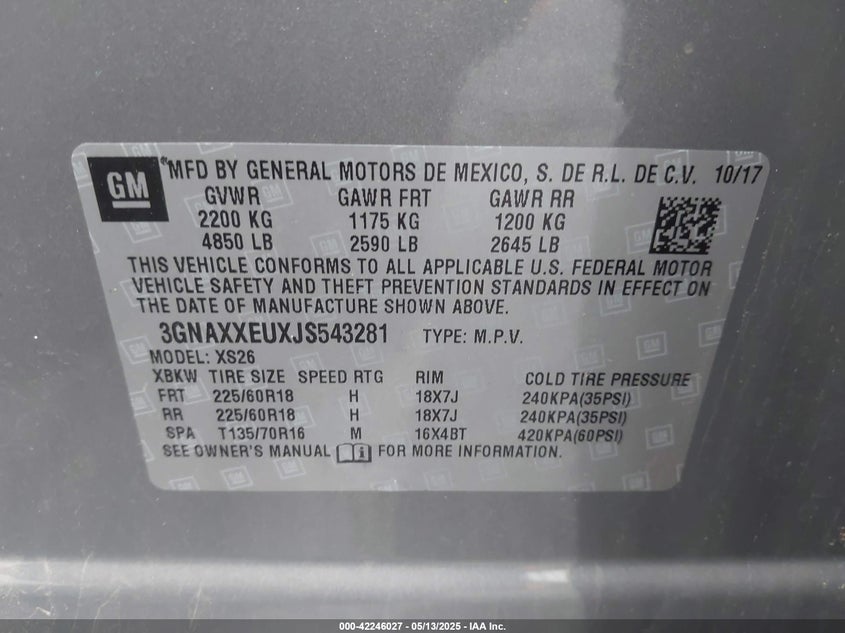 GM
MFD BY GENERAL MOTORS DE MEXICO, S. DE R.L. DE C.V. 10/17
GVWR GAWR FRT GAWR RR
2200 KG 1175 KG 1200 KG
4850 LB 2590 LB 2645 LB
THIS VEHICLE CONFORMS TO ALL APPLICABLE U.S. FEDERAL MOTOR
VEHICLE SAFETY AND THEFT PREVENTION STANDARDS IN EFFECT ON
THE DATE OF MANUFACTURE SHOWN ABOVE.
3GNAXXEUXJS543281 TYPE: M.P.V.
MODEL: XS26
XBKW TIRE SIZE SPEED RTG RIM COLD TIRE PRESSURE
FRT 225/60R18 H 18X7J 240KPA(35PSI)
RR 225/60R18 H 18X7J 240KPA(35PSI)
SPA T135/70R16 M 16X4BT 420KPA(60PSI)
SEE OWNER'S MANUAL FOR MORE INFORMATION.
000-42246027 - 05/13/2025 - IAA Inc.